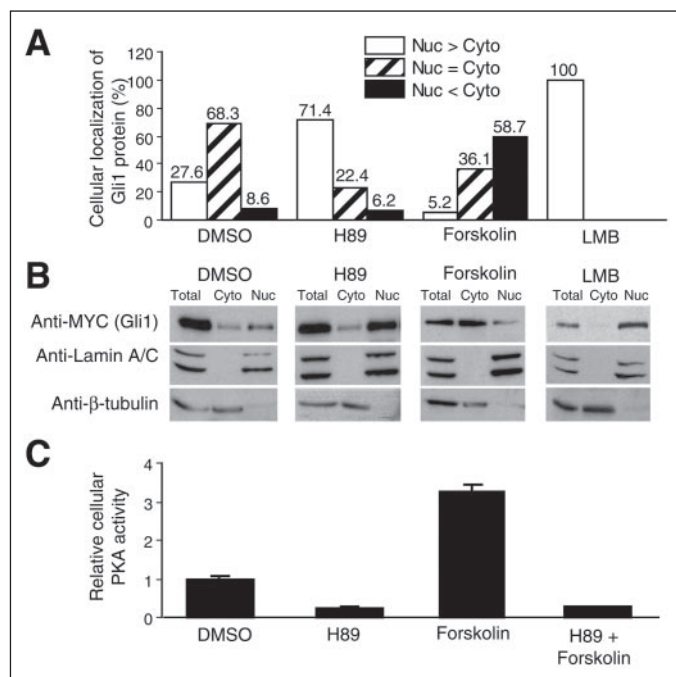 A
Cellular localization of
Gli1 protein (%)
120
100
80
60
40
20
0
Nuc > Cyto
Nuc = Cyto
Nuc < Cyto
27.6
68.3
8.6
71.4
22.4
6.2
5.2
36.1
58.7
100
DMSO
H89
Forskolin
LMB
B
DMSO
H89
Forskolin
LMB
Total Cyto Nuc
Total Cyto Nuc
Total Cyto Nuc
Total Cyto Nuc
Anti-MYC (Gli1)
Anti-Lamin A/C
Anti-β-tubulin
C
Relative cellular
PKA activity
4
3
2
1
0
DMSO
H89
Forskolin
H89 +
Forskolin